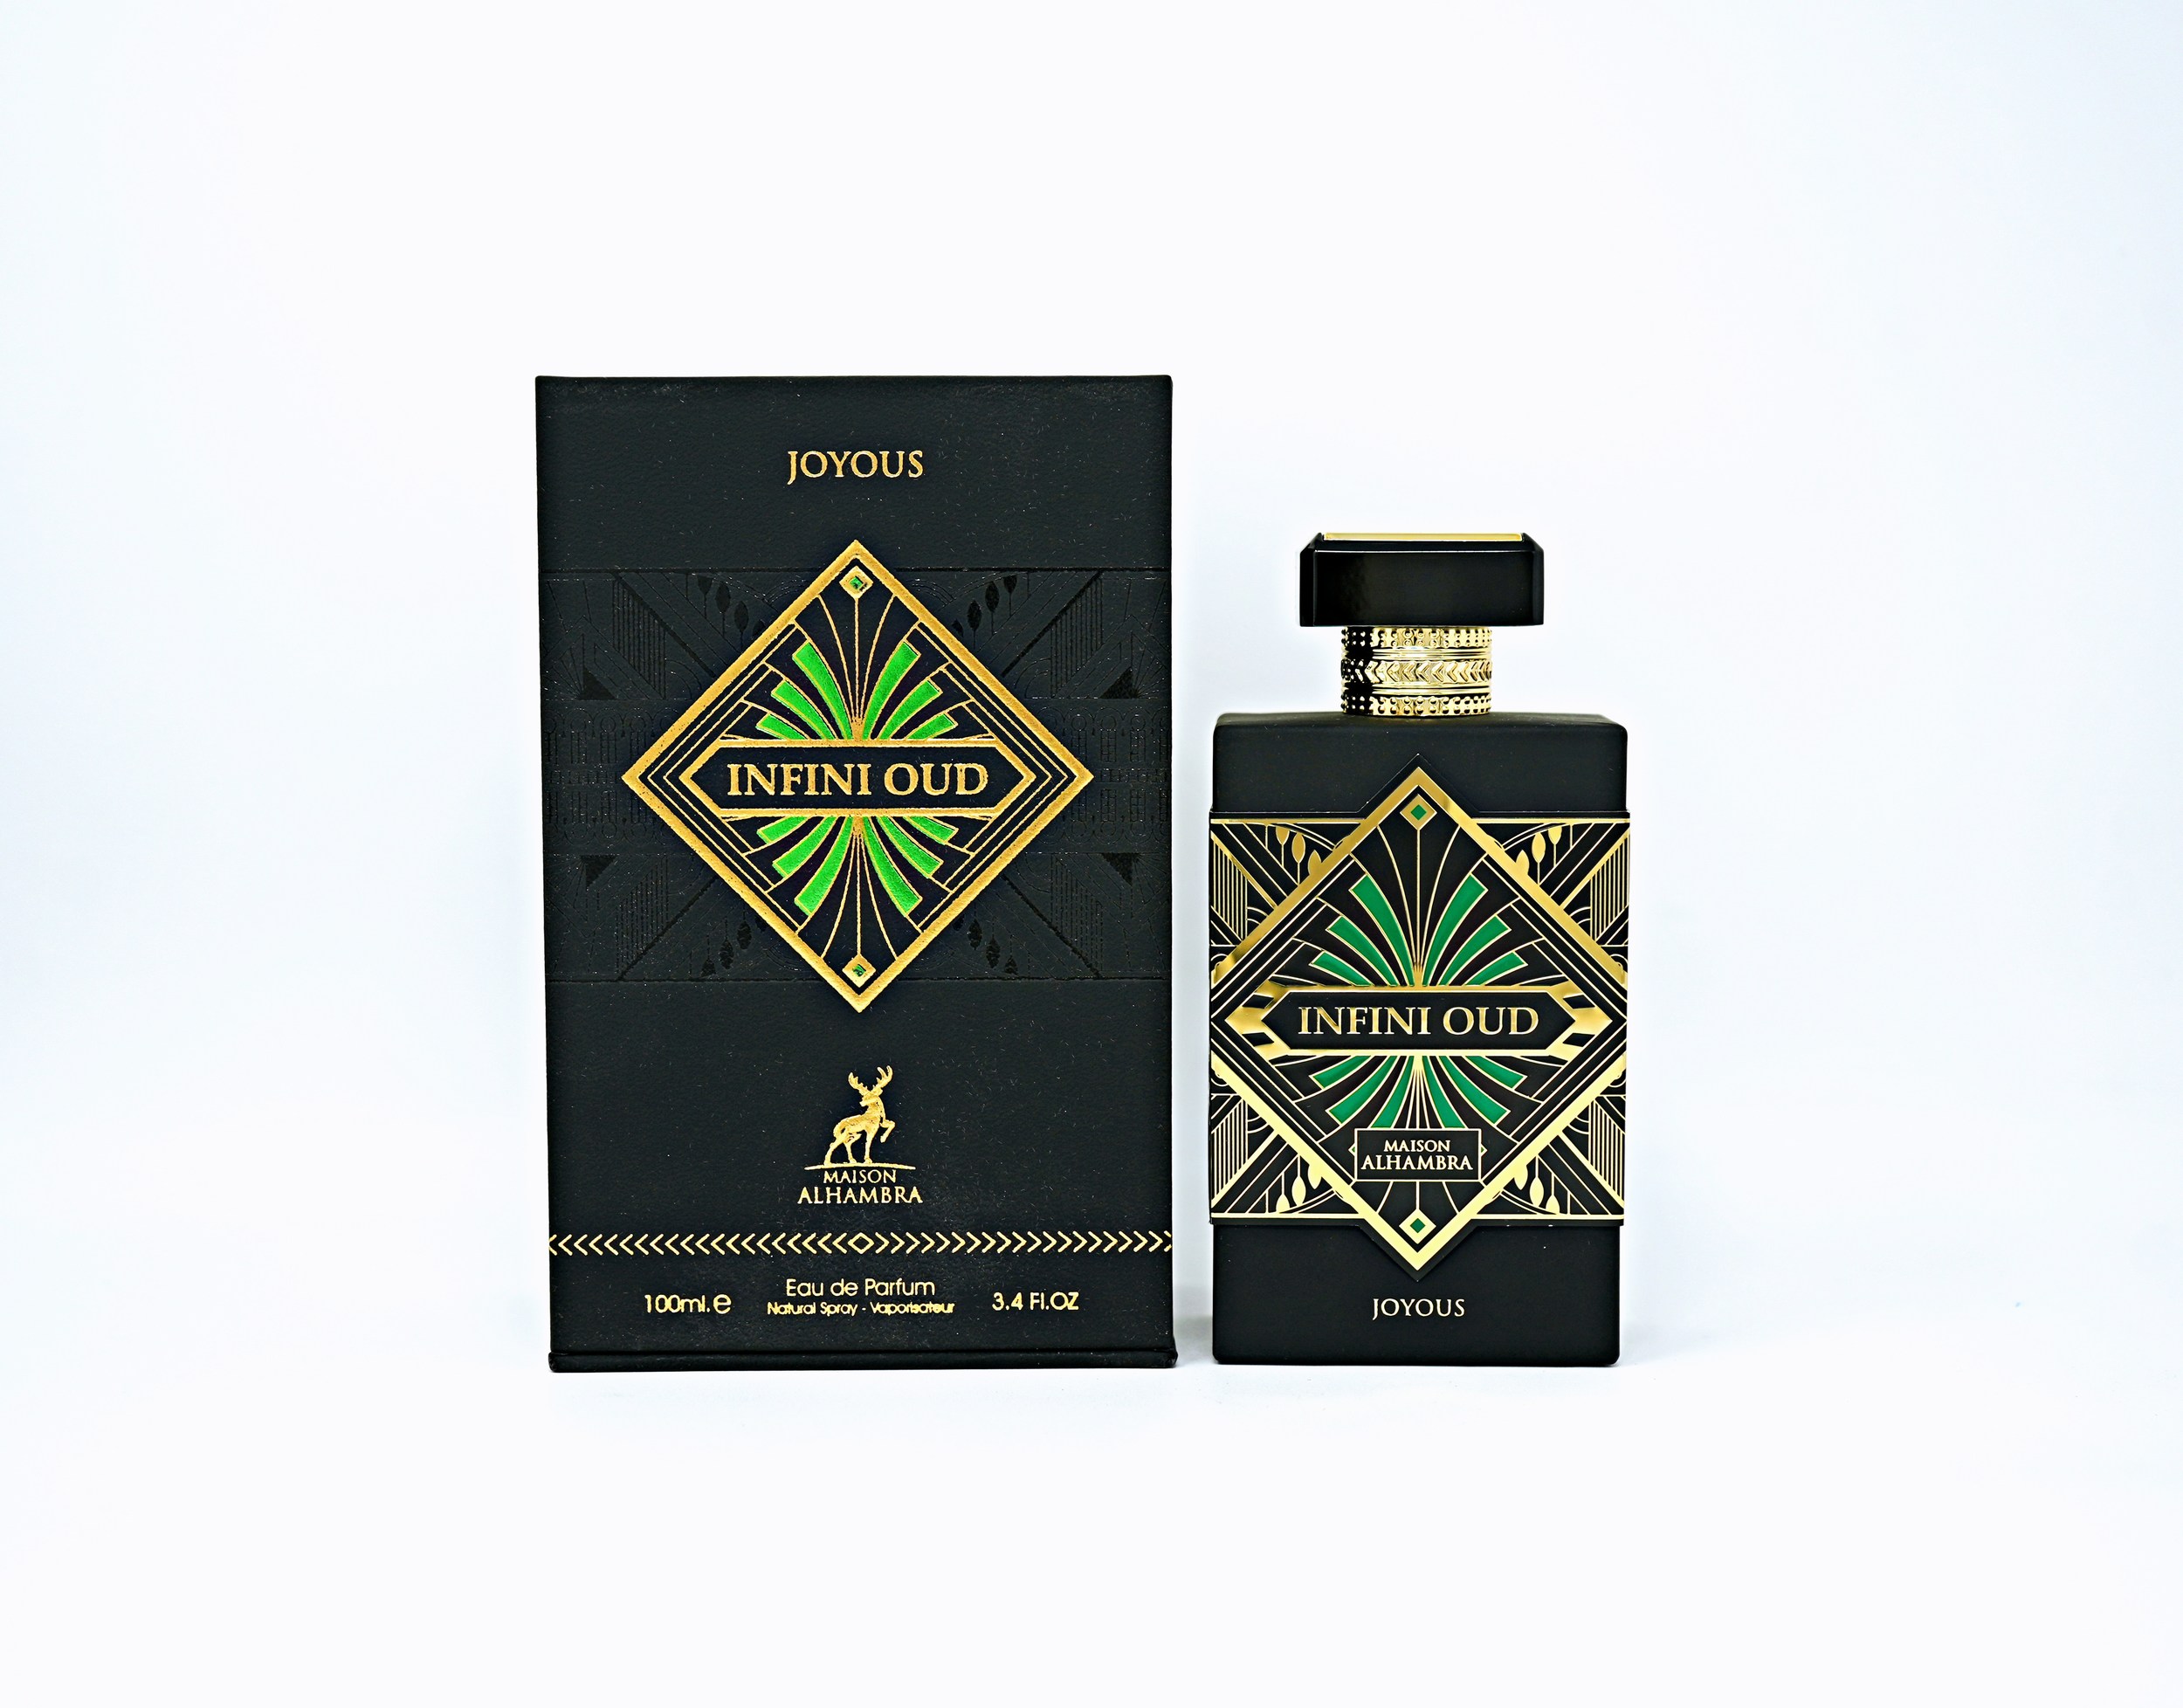 JOYOUS
INFINI OUD
MAISON
ALHAMBRA
100ml.e
Eau de Parfum
Natural Spray - Vaporisateur
3.4 Fl.OZ
INFINI OUD
MAISON
ALHAMBRA
JOYOUS